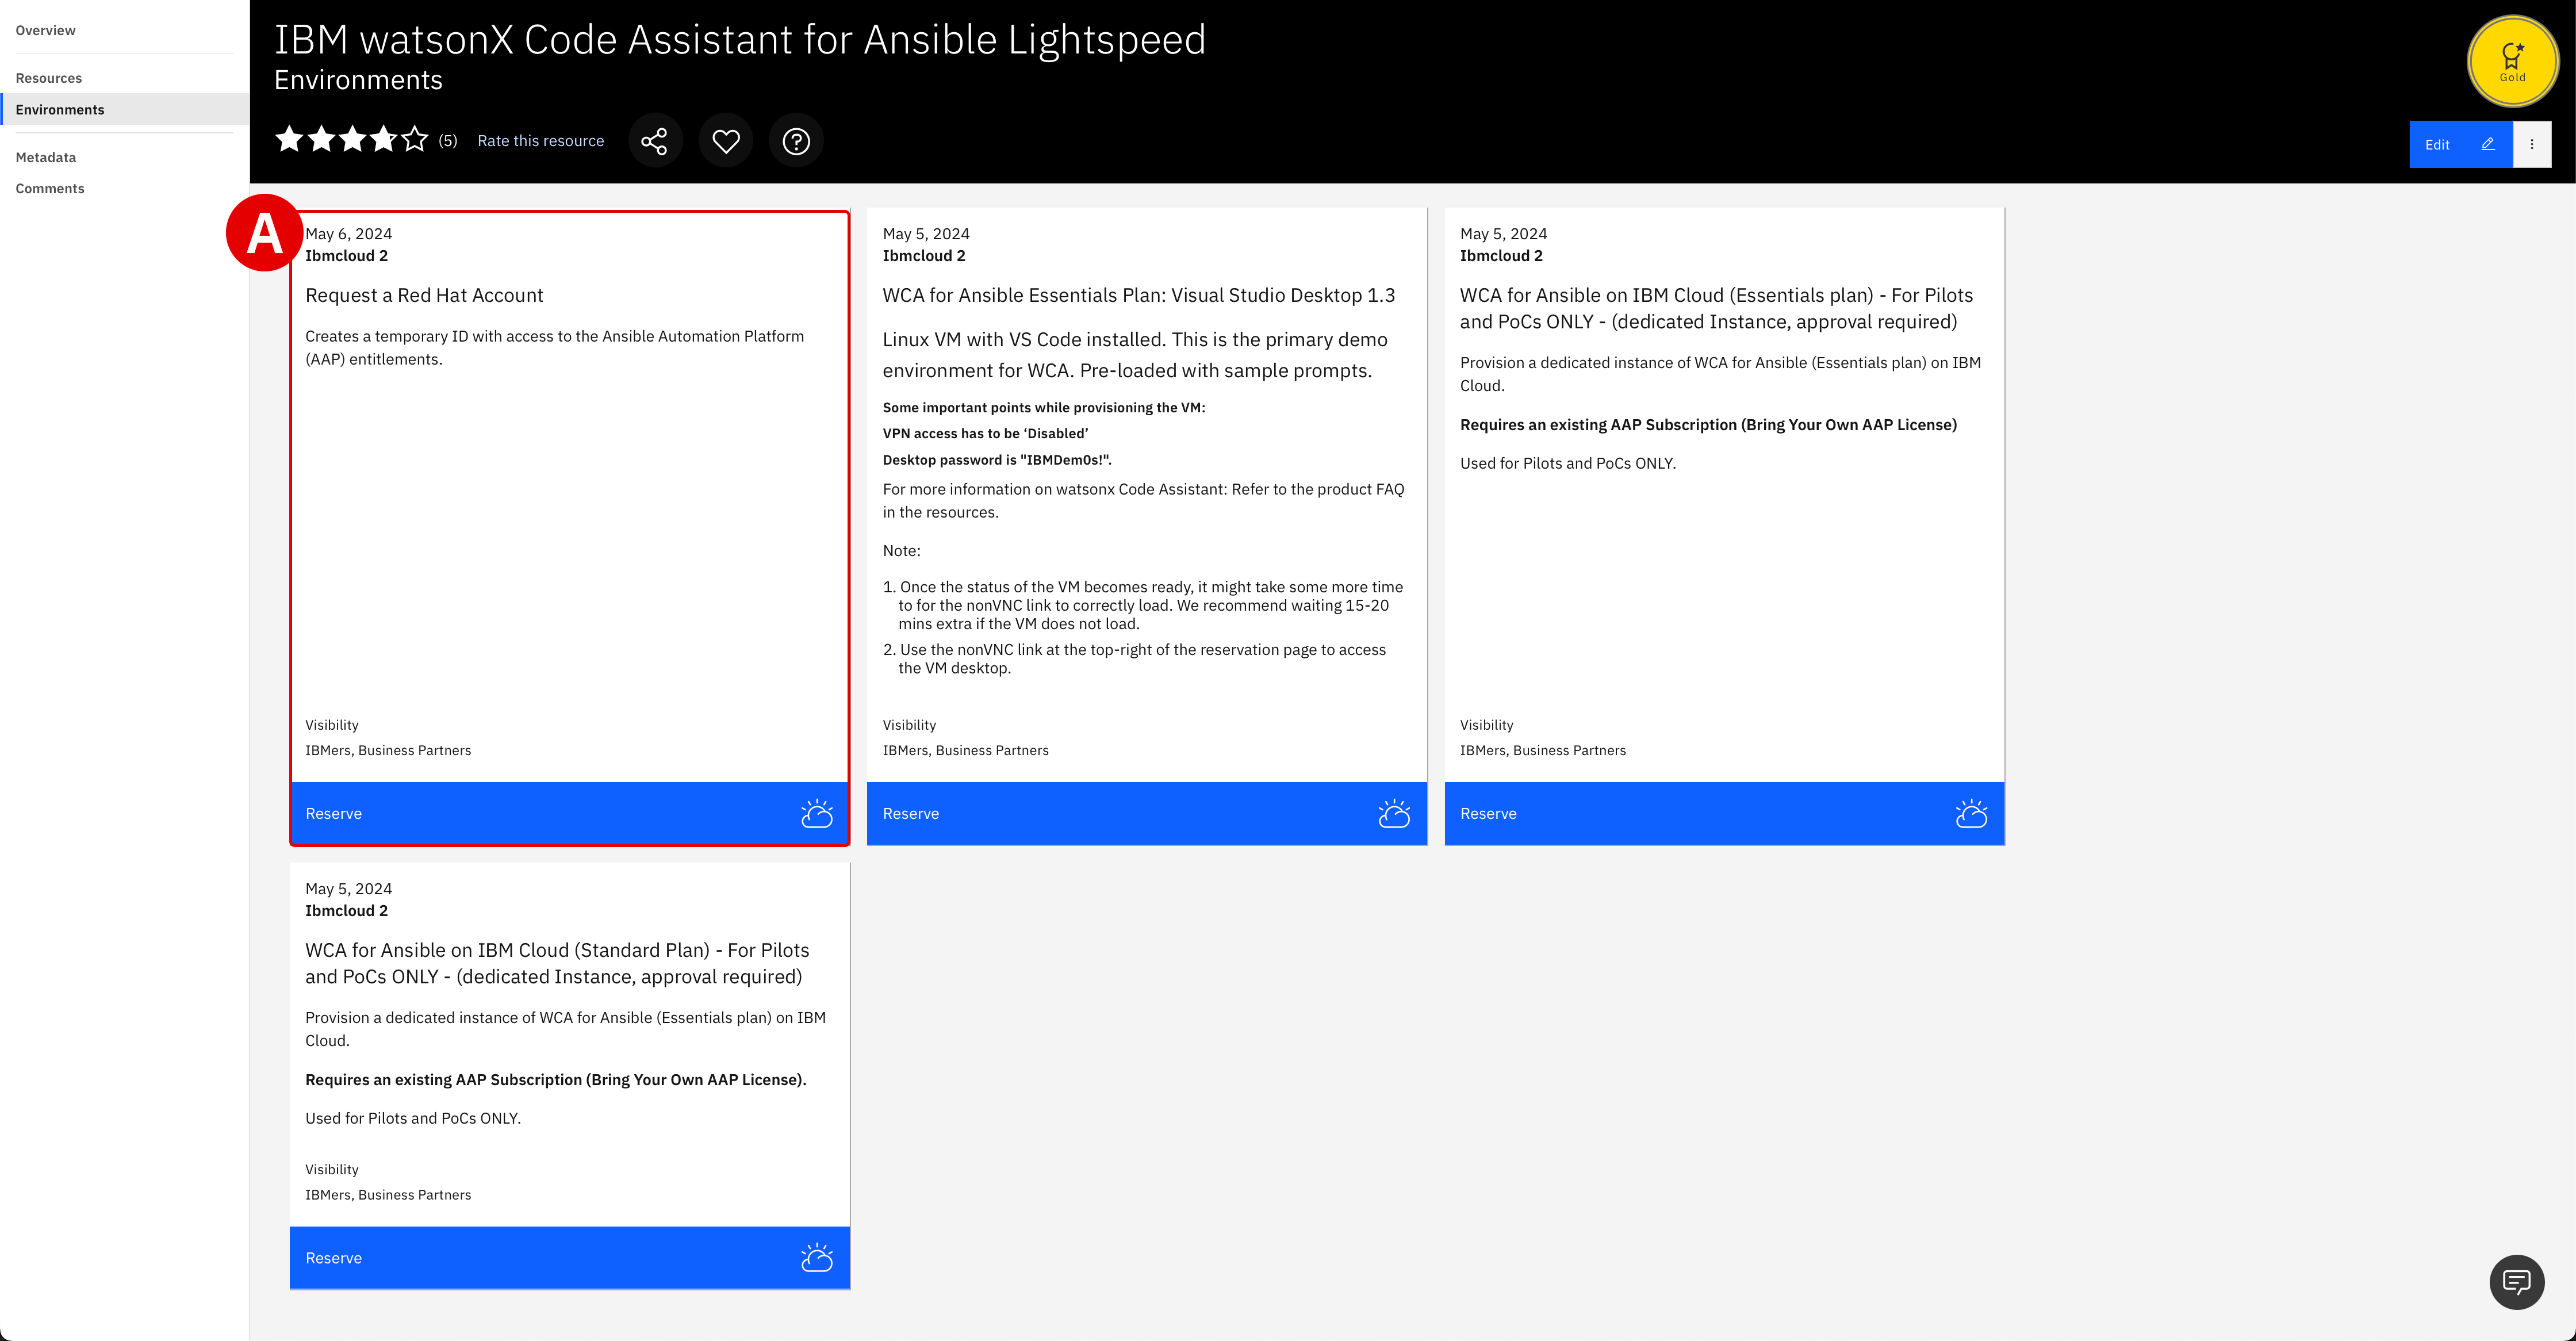 Overview
Resources
Environments
Metadata
Comments
IBM watsonX Code Assistant for Ansible Lightspeed
Environments
(5) Rate this resource
Gold
Edit
A
May 6, 2024
Ibmcloud 2
Request a Red Hat Account
Creates a temporary ID with access to the Ansible Automation Platform
(AAP) entitlements.
Visibility
IBMers, Business Partners
Reserve
May 5, 2024
Ibmcloud 2
WCA for Ansible Essentials Plan: Visual Studio Desktop 1.3
Linux VM with VS Code installed. This is the primary demo
environment for WCA. Pre-loaded with sample prompts.
Some important points while provisioning the VM:
VPN access has to be ‘Disabled’
Desktop password is "IBMDem0s!".
For more information on watsonx Code Assistant: Refer to the product FAQ
in the resources.
Note:
1. Once the status of the VM becomes ready, it might take some more time
to for the nonVNC link to correctly load. We recommend waiting 15-20
mins extra if the VM does not load.
2. Use the nonVNC link at the top-right of the reservation page to access
the VM desktop.
Visibility
IBMers, Business Partners
Reserve
May 5, 2024
Ibmcloud 2
WCA for Ansible on IBM Cloud (Essentials plan) - For Pilots
and PoCs ONLY - (dedicated Instance, approval required)
Provision a dedicated instance of WCA for Ansible (Essentials plan) on IBM
Cloud.
Requires an existing AAP Subscription (Bring Your Own AAP License)
Used for Pilots and PoCs ONLY.
Visibility
IBMers, Business Partners
Reserve
May 5, 2024
Ibmcloud 2
WCA for Ansible on IBM Cloud (Standard Plan) - For Pilots
and PoCs ONLY - (dedicated Instance, approval required)
Provision a dedicated instance of WCA for Ansible (Essentials plan) on IBM
Cloud.
Requires an existing AAP Subscription (Bring Your Own AAP License).
Used for Pilots and PoCs ONLY.
Visibility
IBMers, Business Partners
Reserve